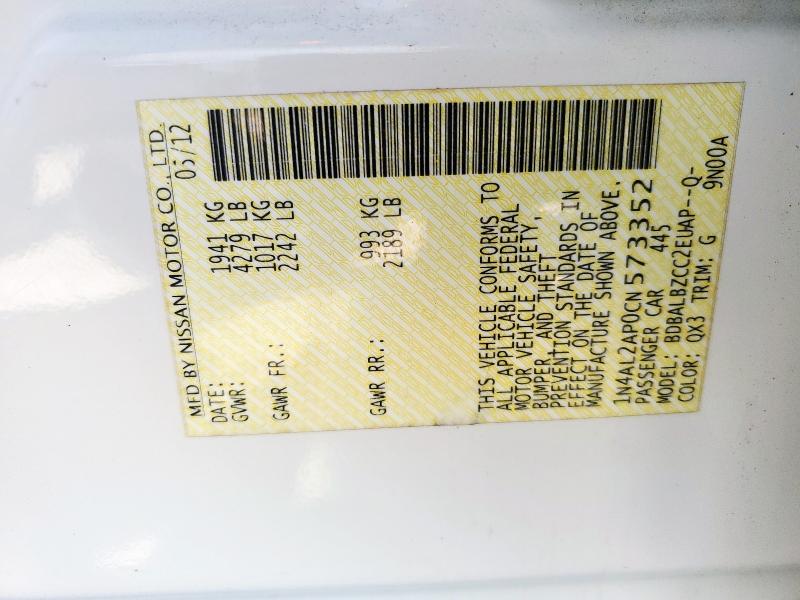 MFD BY NISSAN MOTOR CO., LTD.
DATE: 05/12
GVWR: 1941 KG
4279 LB
GAWR FR.: 1017 KG
2242 LB
GAWR RR.: 993 KG
2189 LB
THIS VEHICLE CONFORMS TO
ALL APPLICABLE FEDERAL
MOTOR VEHICLE SAFETY,
BUMPER, AND THEFT
PREVENTION STANDARDS IN
EFFECT ON THE DATE OF
MANUFACTURE SHOWN ABOVE.
1N4AL2AP0CN573352
PASSENGER CAR 445
MODEL: BDBALBZCC2EUAP--Q-
COLOR: QX3 TRIM: G 9N00A